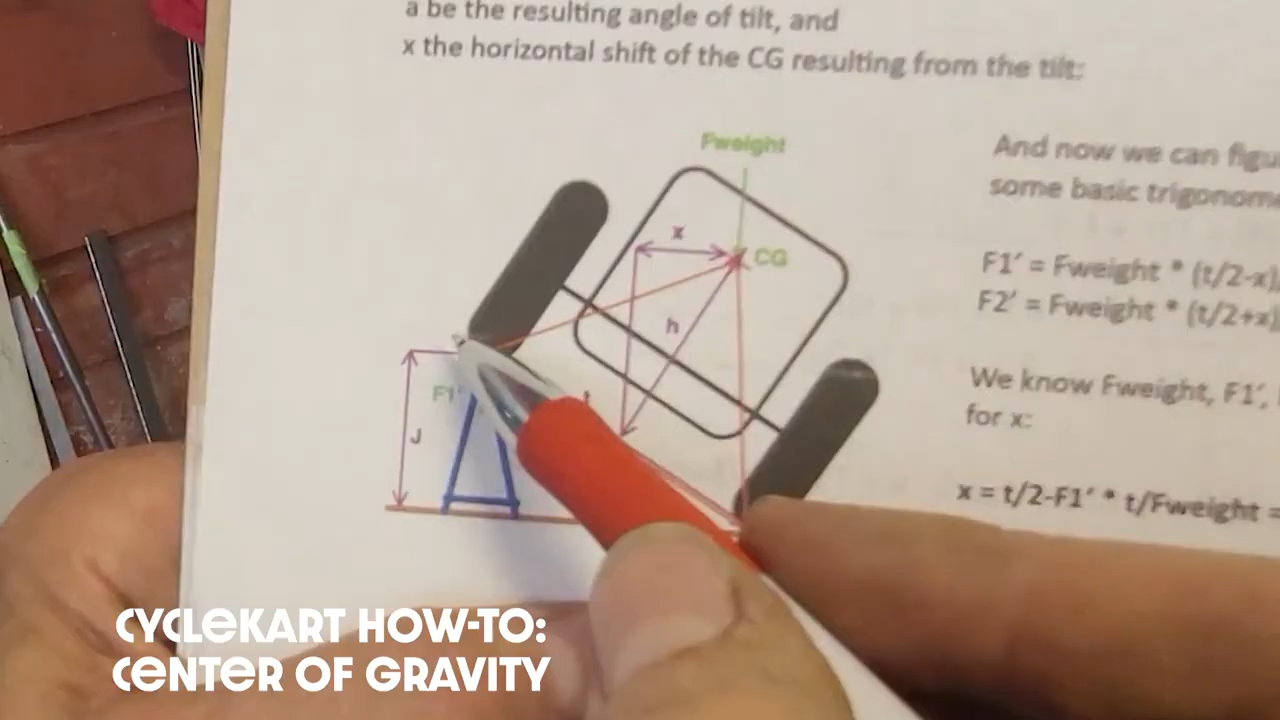 a be the resulting angle of tilt, and
x the horizontal shift of the CG resulting from the tilt:
Fweight
x
CG
h
F1'
t
J
And now we can figu
some basic trigonom
F1' = Fweight * (t/2-x)
F2' = Fweight * (t/2+x)
We know Fweight, F1',
for x:
x = t/2-F1' * t/Fweight =
CYCLEKART HOW-TO:
CENTER OF GRAVITY